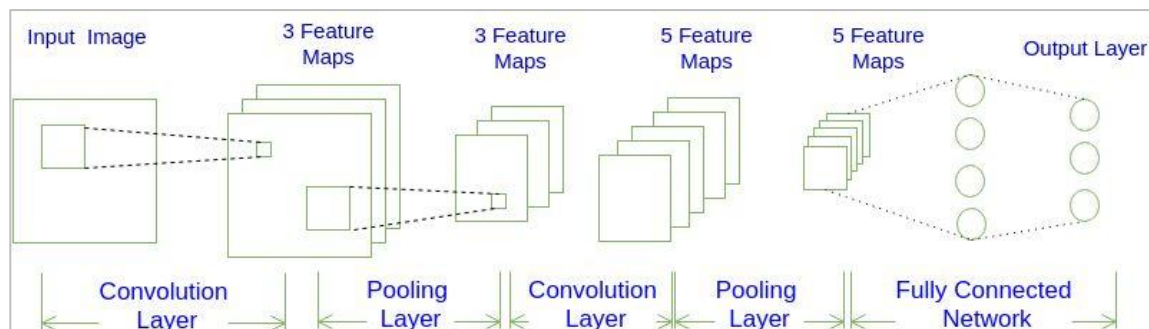 Input Image
3 Feature
Maps
3 Feature
Maps
5 Feature
Maps
5 Feature
Maps
Output Layer
Convolution
Layer
Pooling
Layer
Convolution
Layer
Pooling
Layer
Fully Connected
Network